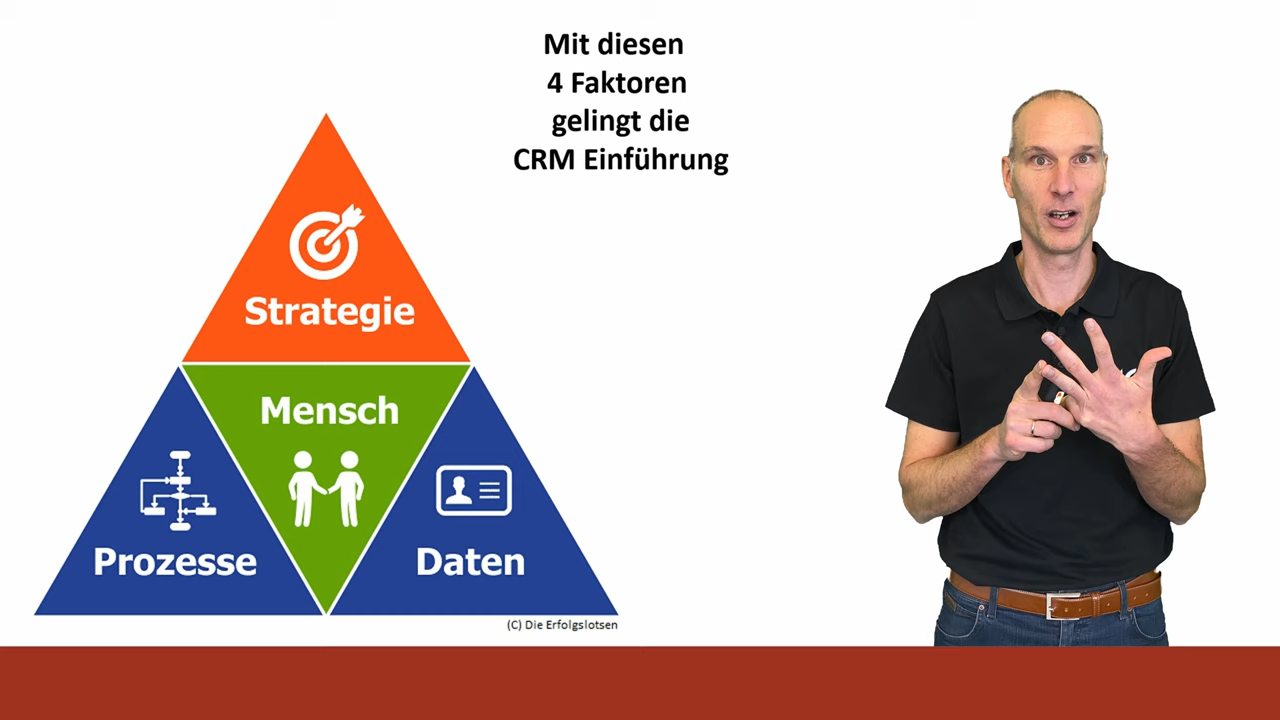 Mit diesen
4 Faktoren
gelingt die
CRM Einführung
Strategie
Mensch
Prozesse
Daten
(C) Die Erfolgslotsen